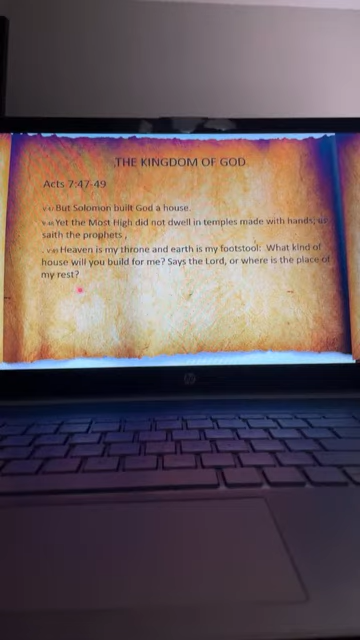 THE KINGDOM OF GOD
Acts 7:47-49
V47 But Solomon built God a house.
V48 Yet the Most High did not dwell in temples made with hands, as
saith the prophets ,
. V49 Heaven is my throne and earth is my footstool: What kind of
house will you build for me? Says the Lord, or where is the place of
my rest?
hp